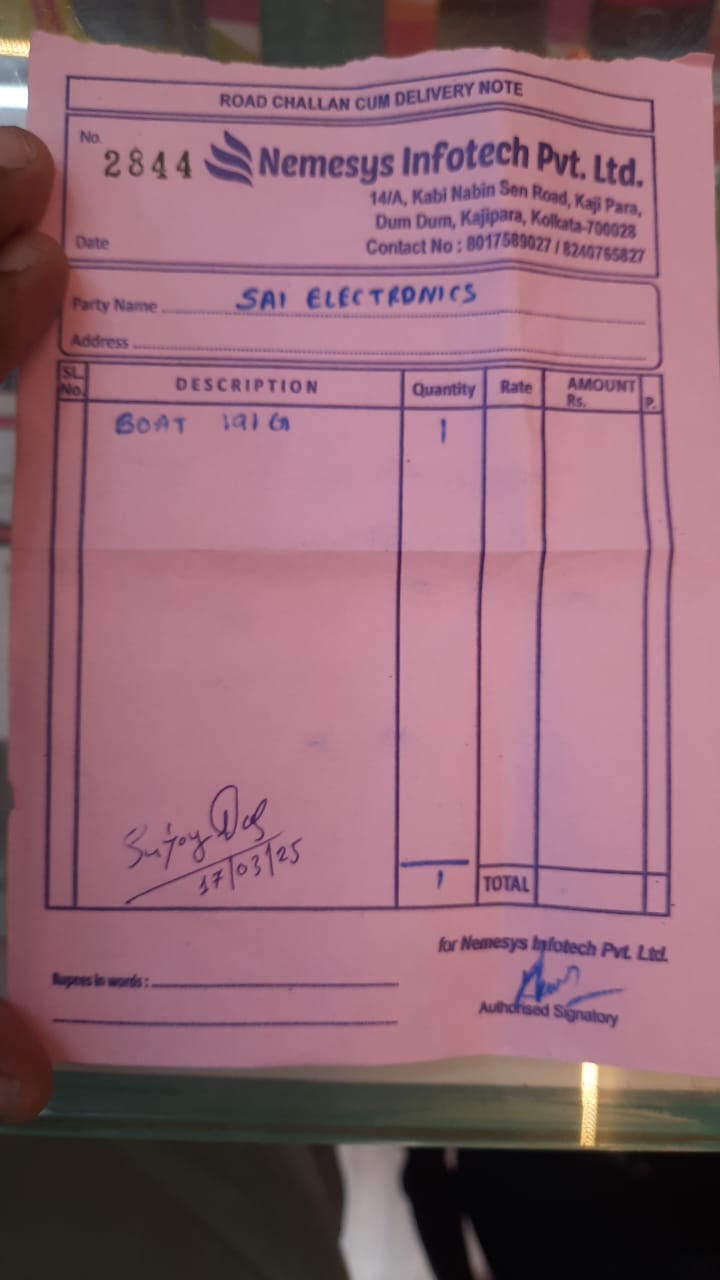 ROAD CHALLAN CUM DELIVERY NOTE
No. 2844
Nemesys Infotech Pvt. Ltd.
14/A, Kabi Nabin Sen Road, Kaji Para,
Dum Dum, Kajipara, Kolkata-700028
Date
Contact No : 8017589027 / 8240765827
Party Name SAI ELECTRONICS
Address
SL. No. DESCRIPTION Quantity Rate AMOUNT Rs. P.
BOAT 191G 1
Sujoy Das
17/03/25
1 TOTAL
for Nemesys Infotech Pvt. Ltd.
Rupees in words :
Authorised Signatory